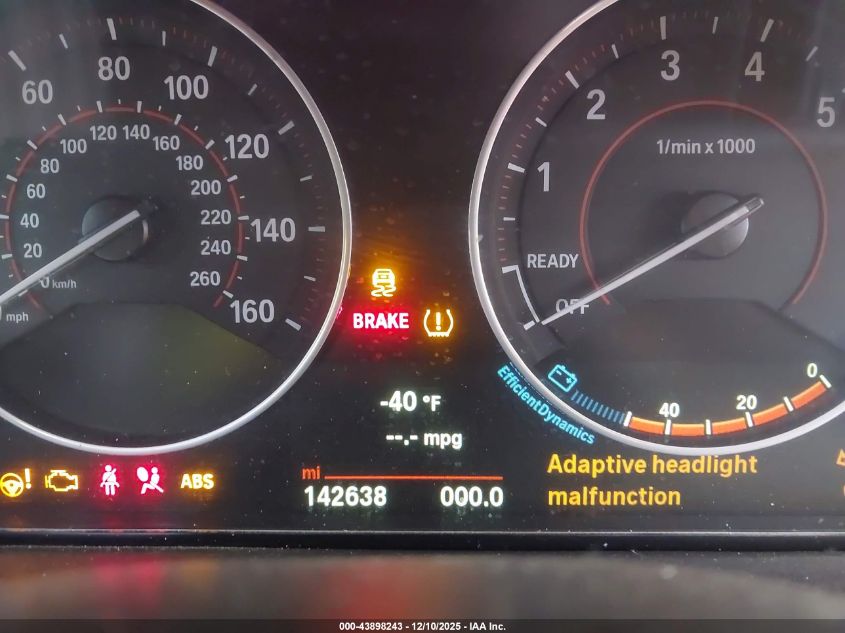 60
80
100
120
140
160
20
40
60
80
100
120
140
160
180
200
220
240
260
0 km/h
mph
BRAKE
-40 °F
--.- mpg
ABS
mi
142638 000.0
1
2
3
4
5
1/min x 1000
READY
OFF
EfficientDynamics
40
20
0
Adaptive headlight
malfunction
000-43898243 - 12/10/2025 - IAA Inc.